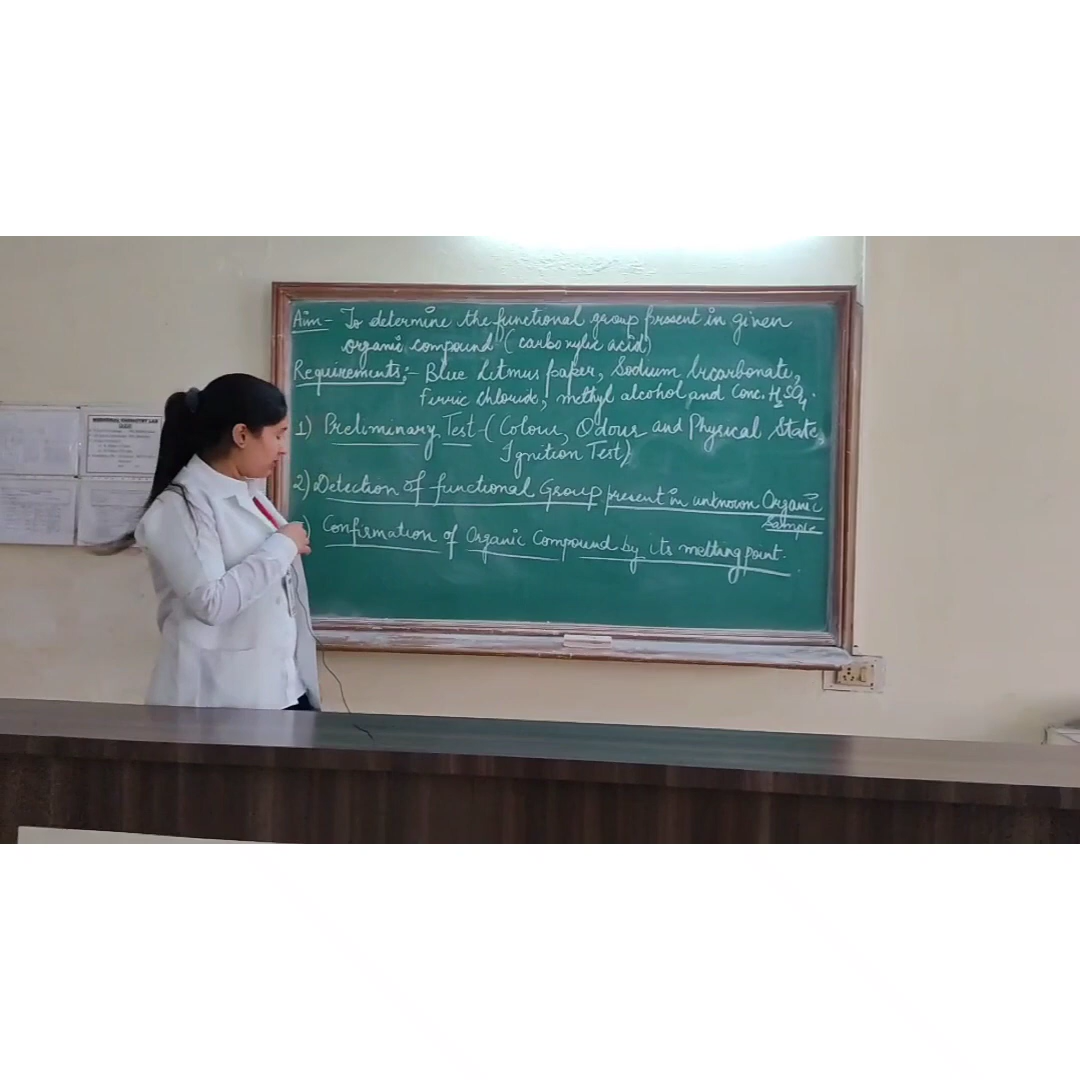 Aim - To determine the functional group present in given
organic compound (carboxylic acid)
Requirements:- Blue Litmus paper, Sodium bicarbonate,
Ferric chloride, methyl alcohol and Conc. H2SO4.
1) Preliminary Test - (Colour, Odour and Physical State,
Ignition Test)
2) Detection of functional Group present in unknown Organic
Sample
) Confirmation of Organic Compound by its melting point.